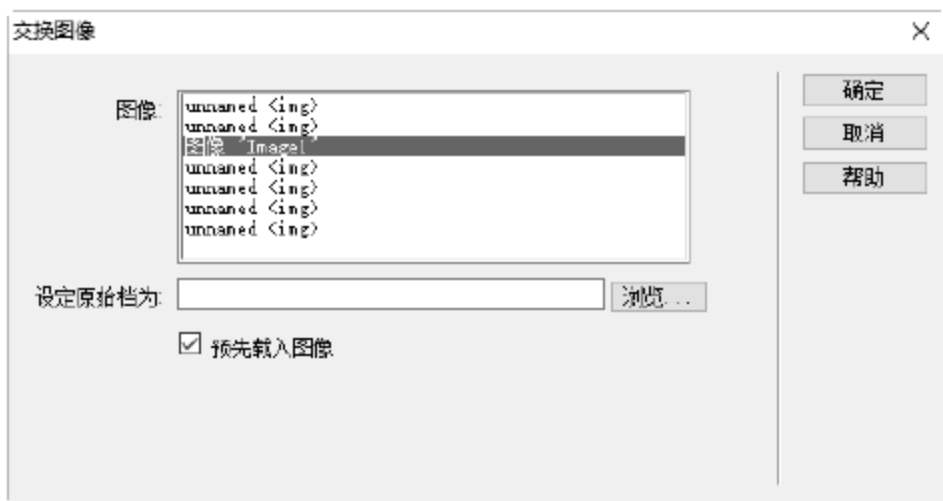 交换图像
图像:
unnamed <img>
unnamed <img>
图像 "Image1"
unnamed <img>
unnamed <img>
unnamed <img>
unnamed <img>
设定原始档为:
浏览...
预先载入图像
确定
取消
帮助